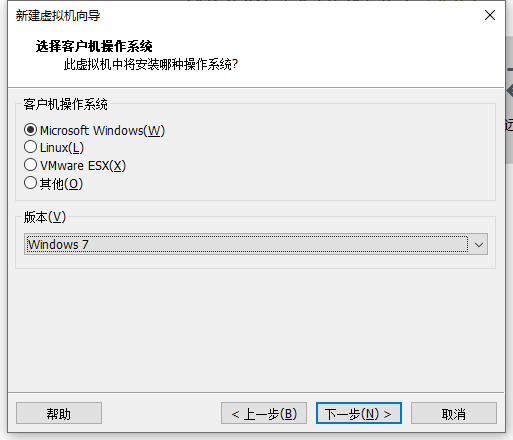 新建虚拟机向导
选择客户机操作系统
此虚拟机中将安装哪种操作系统?
客户机操作系统
Microsoft Windows(W)
Linux(L)
VMware ESX(X)
其他(O)
版本(V)
Windows 7
帮助
< 上一步(B)
下一步(N) >
取消